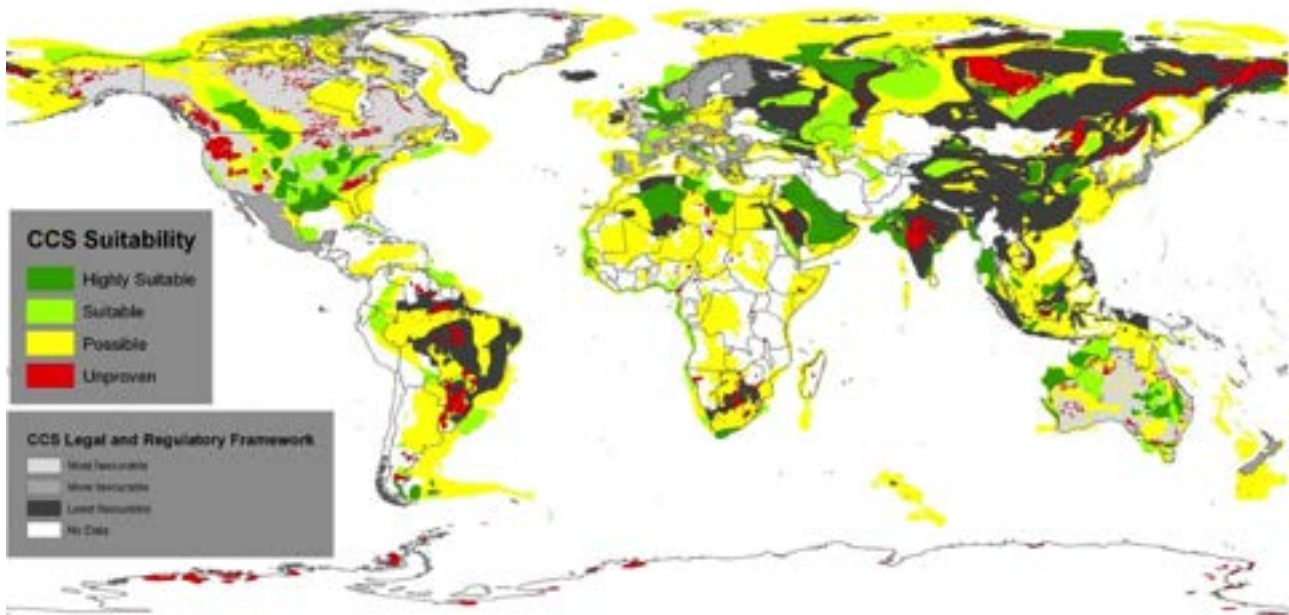 CCS Suitability
Highly Suitable
Suitable
Possible
Unproven
CCS Legal and Regulatory Framework
Most favourable
More favourable
Least favourable
No Data